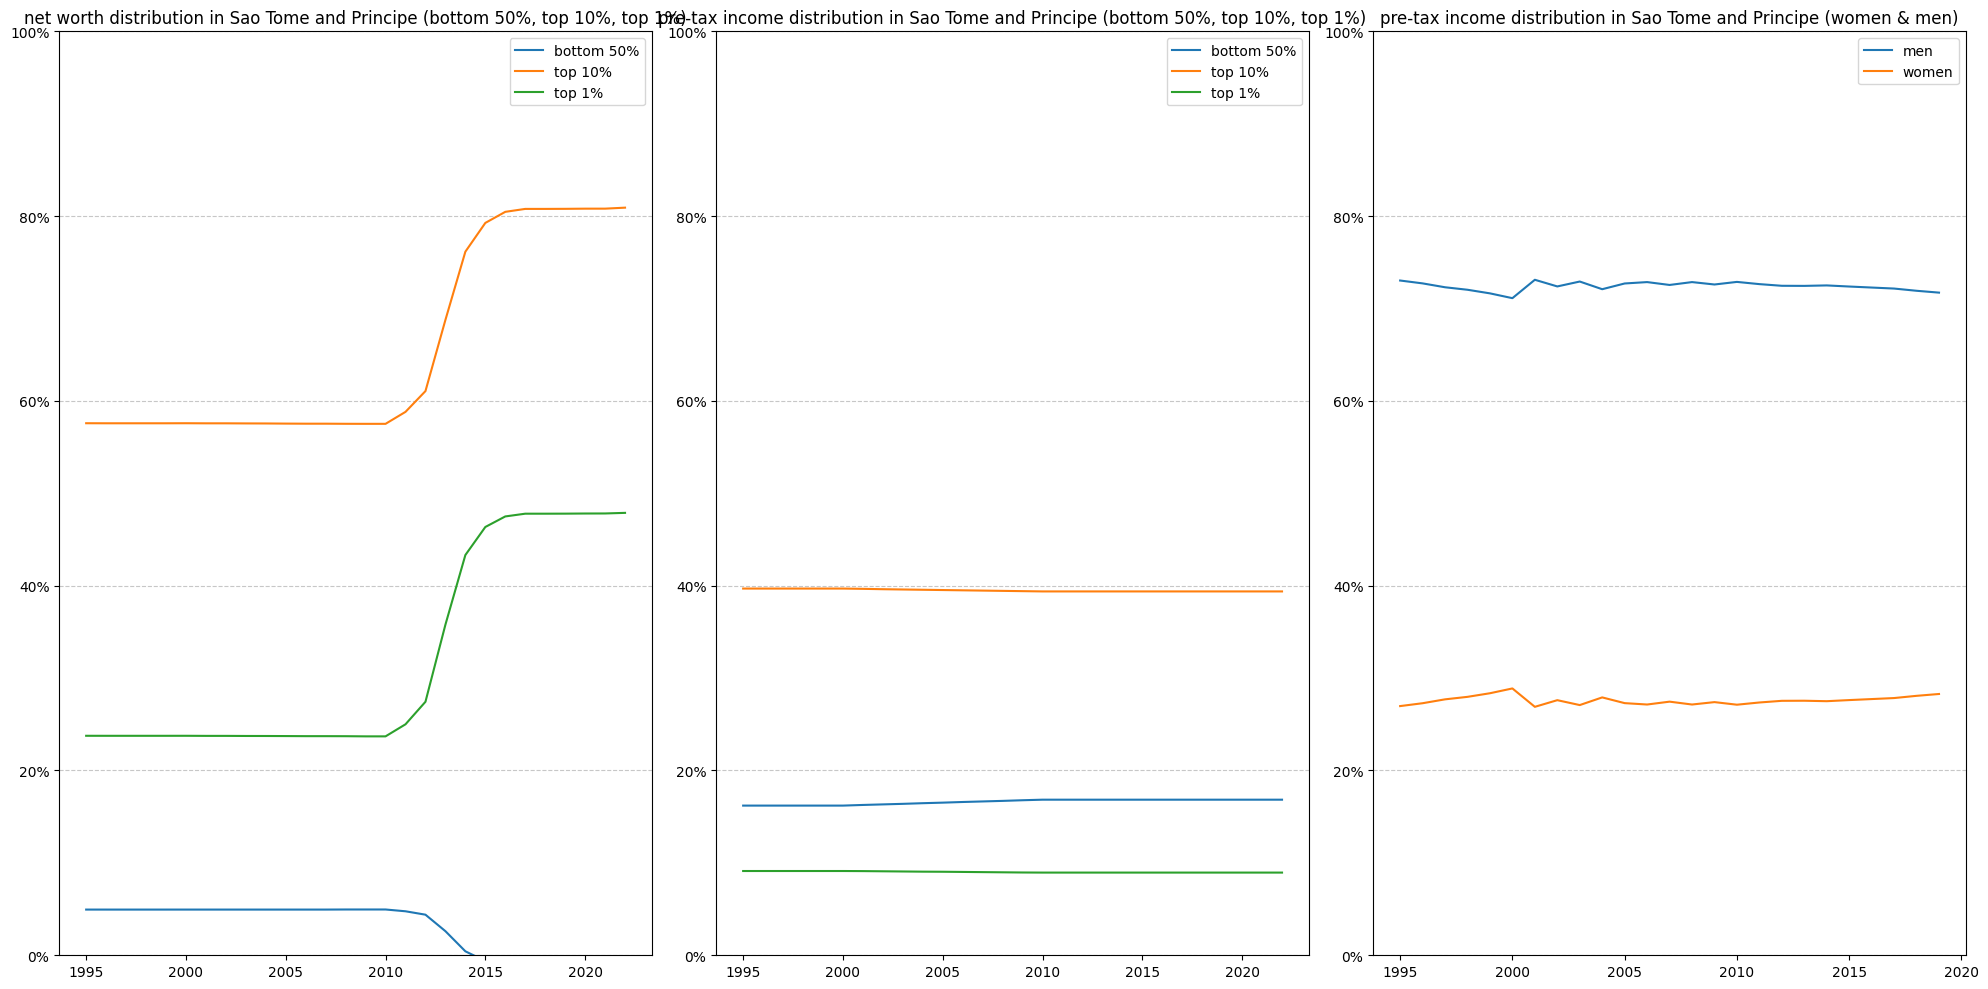 net worth distribution in Sao Tome and Principe (bottom 50%, top 10%, top 1%)
100%
80%
60%
40%
20%
0%
1995 2000 2005 2010 2015 2020
bottom 50%
top 10%
top 1%
pre-tax income distribution in Sao Tome and Principe (bottom 50%, top 10%, top 1%)
100%
80%
60%
40%
20%
0%
1995 2000 2005 2010 2015 2020
bottom 50%
top 10%
top 1%
pre-tax income distribution in Sao Tome and Principe (women & men)
100%
80%
60%
40%
20%
0%
1995 2000 2005 2010 2015 2020
men
women